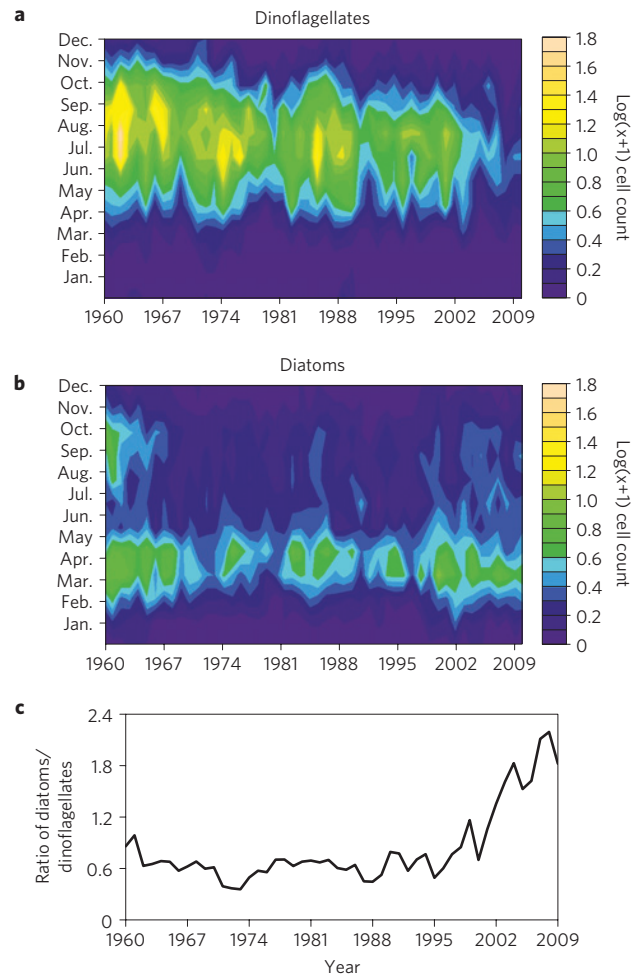 a
Dinoflagellates
Dec.
Nov.
Oct.
Sep.
Aug.
Jul.
Jun.
May
Apr.
Mar.
Feb.
Jan.
1960 1967 1974 1981 1988 1995 2002 2009
1.8
1.6
1.4
1.2
1.0
0.8
0.6
0.4
0.2
0
Log(x+1) cell count
b
Diatoms
Dec.
Nov.
Oct.
Sep.
Aug.
Jul.
Jun.
May
Apr.
Mar.
Feb.
Jan.
1960 1967 1974 1981 1988 1995 2002 2009
1.8
1.6
1.4
1.2
1.0
0.8
0.6
0.4
0.2
0
Log(x+1) cell count
c
Ratio of diatoms/
dinoflagellates
2.4
1.8
1.2
0.6
0
1960 1967 1974 1981 1988 1995 2002 2009
Year